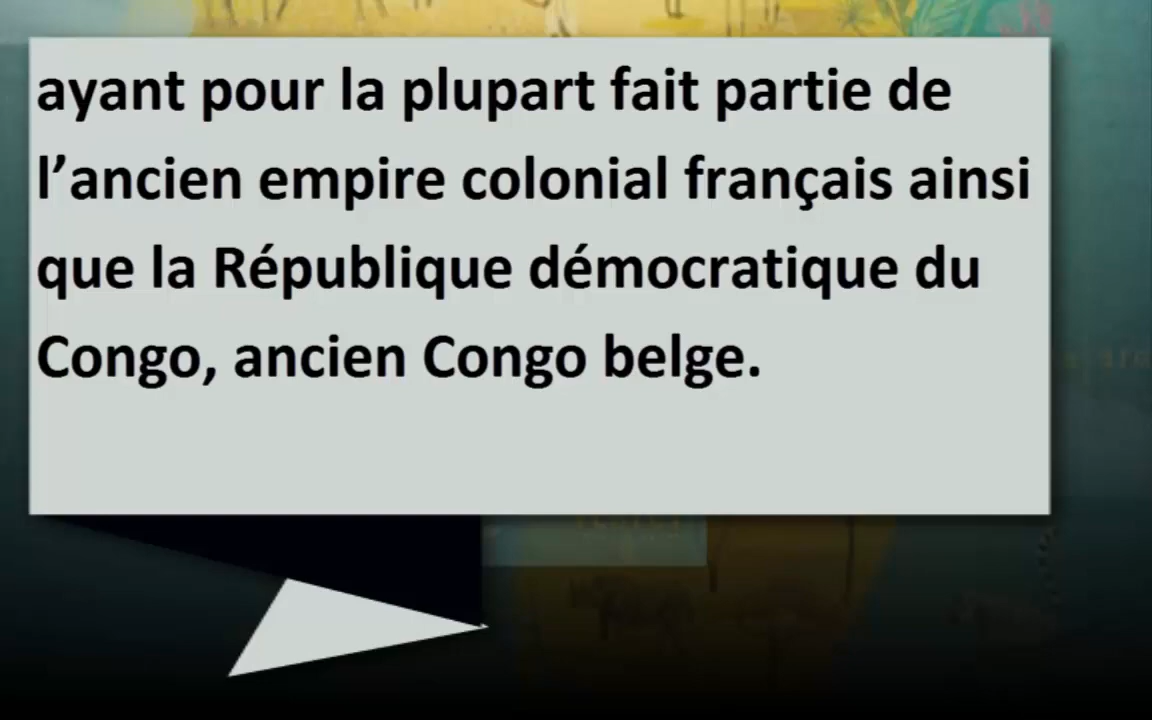 ayant pour la plupart fait partie de
l’ancien empire colonial français ainsi
que la République démocratique du
Congo, ancien Congo belge.